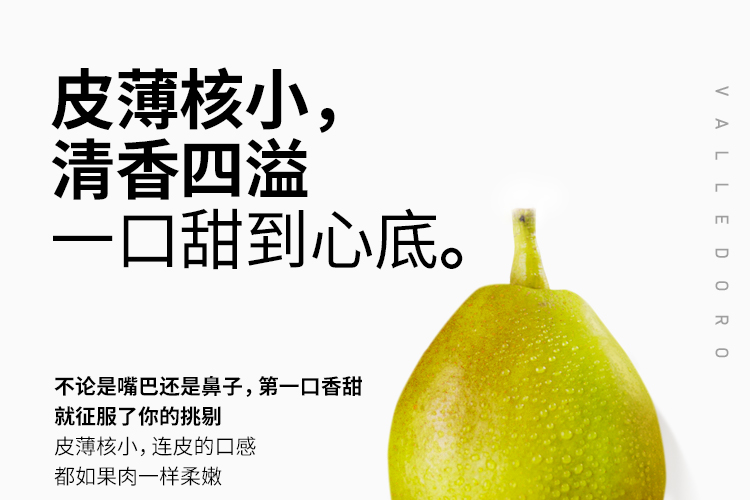 皮薄核小，
清香四溢
一口甜到心底。
不论是嘴巴还是鼻子，第一口香甜
就征服了你的挑剔
皮薄核小，连皮的口感
都如果肉一样柔嫩
VALLEDORO